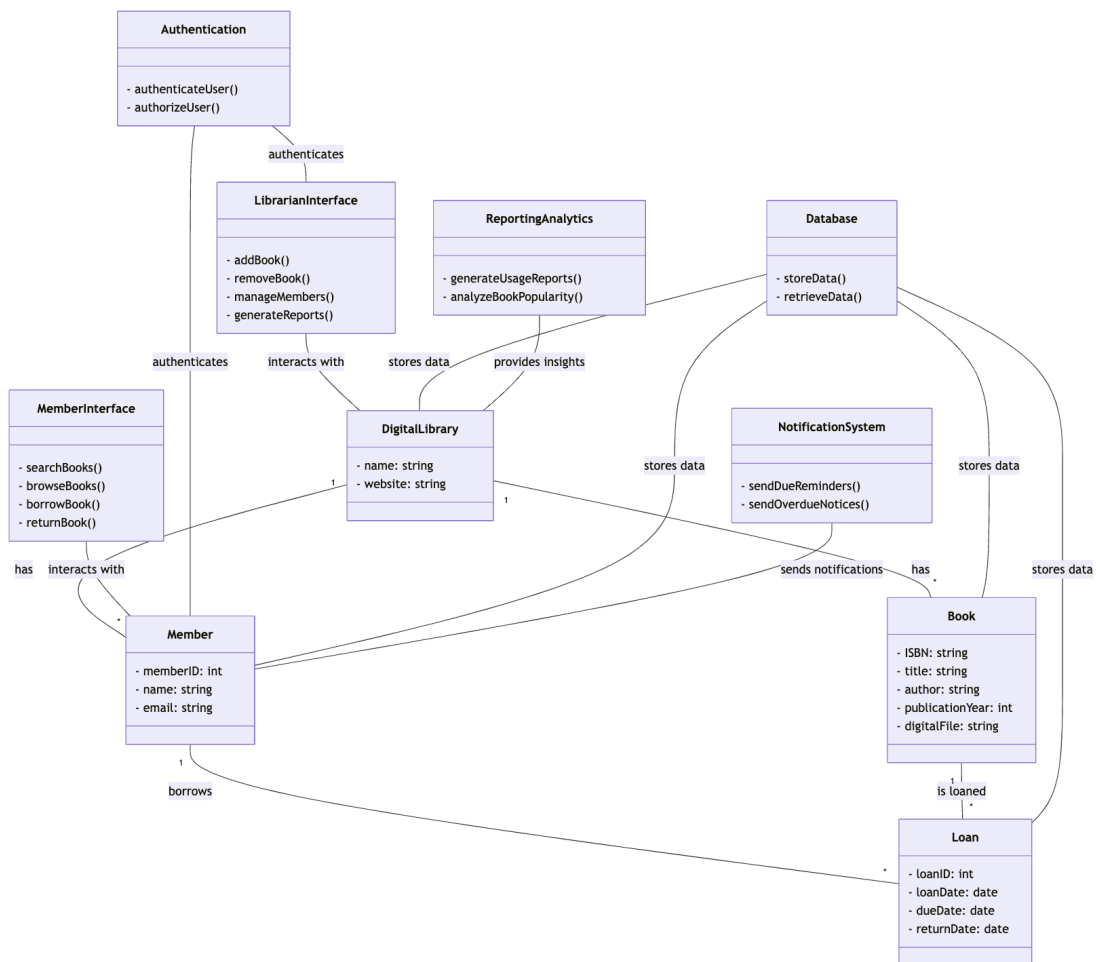 Authentication
- authenticateUser()
- authorizeUser()
authenticates
LibrarianInterface
- addBook()
- removeBook()
- manageMembers()
- generateReports()
ReportingAnalytics
- generateUsageReports()
- analyzeBookPopularity()
Database
- storeData()
- retrieveData()
authenticates
interacts with
stores data
provides insights
MemberInterface
- searchBooks()
- browseBooks()
- borrowBook()
- returnBook()
DigitalLibrary
- name: string
- website: string
NotificationSystem
- sendDueReminders()
- sendOverdueNotices()
stores data
stores data
1
1
has
interacts with
sends notifications
has
stores data
*
*
Member
- memberID: int
- name: string
- email: string
Book
- ISBN: string
- title: string
- author: string
- publicationYear: int
- digitalFile: string
1
borrows
1
is loaned
*
*
Loan
- loanID: int
- loanDate: date
- dueDate: date
- returnDate: date